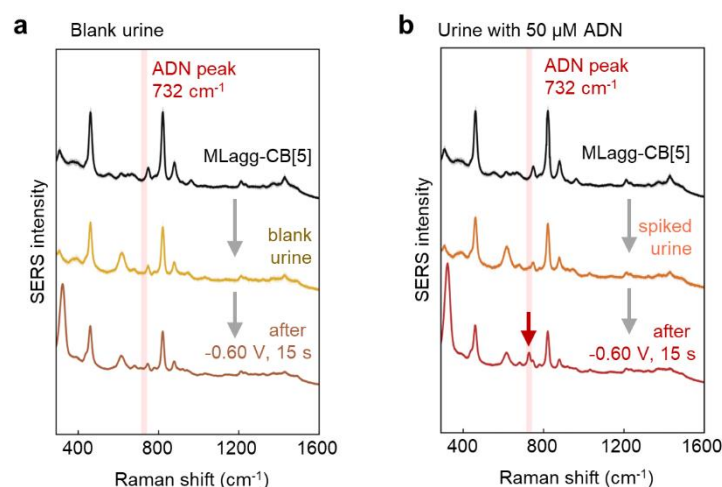 a
Blank urine
ADN peak
732 cm⁻¹
MLagg-CB[5]
blank
urine
after
-0.60 V, 15 s
SERS intensity
400
800
1200
1600
Raman shift (cm⁻¹)
b
Urine with 50 µM ADN
ADN peak
732 cm⁻¹
MLagg-CB[5]
spiked
urine
after
-0.60 V, 15 s
SERS intensity
400
800
1200
1600
Raman shift (cm⁻¹)